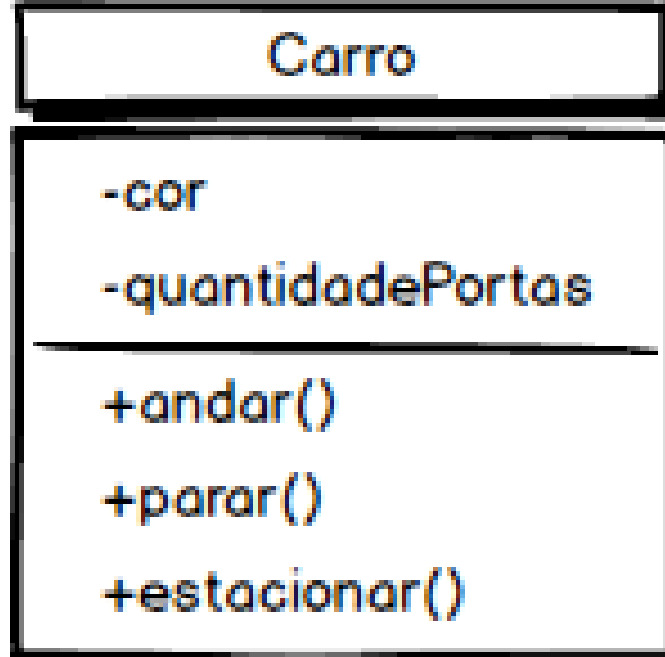 Carro
-cor
-quantidadePortas
+andar()
+parar()
+estacionar()